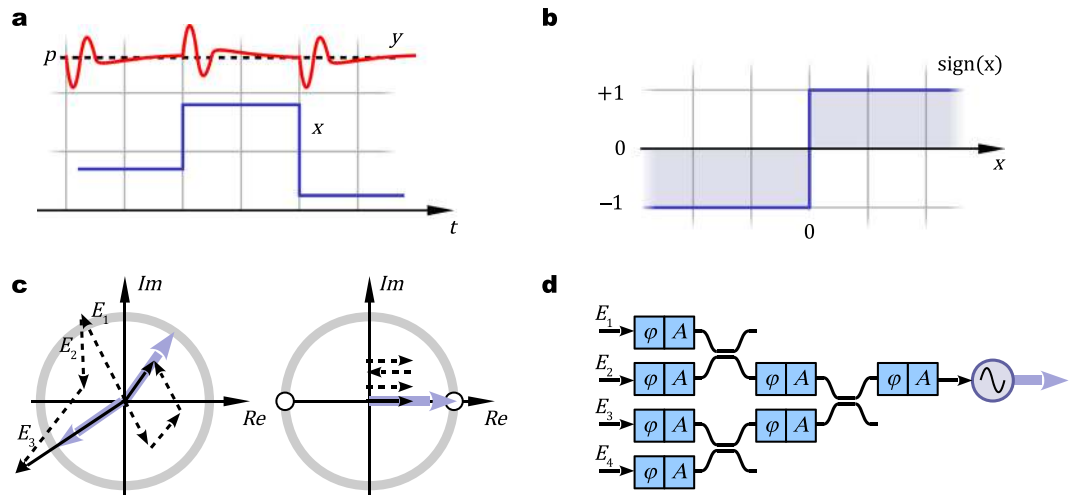 a
p
y
x
t
b
sign(x)
+1
0
−1
x
0
c
Im
E1
E2
E3
Re
Im
Re
d
E1
φ A
E2
φ A
φ A
φ A
E3
φ A
φ A
E4
φ A